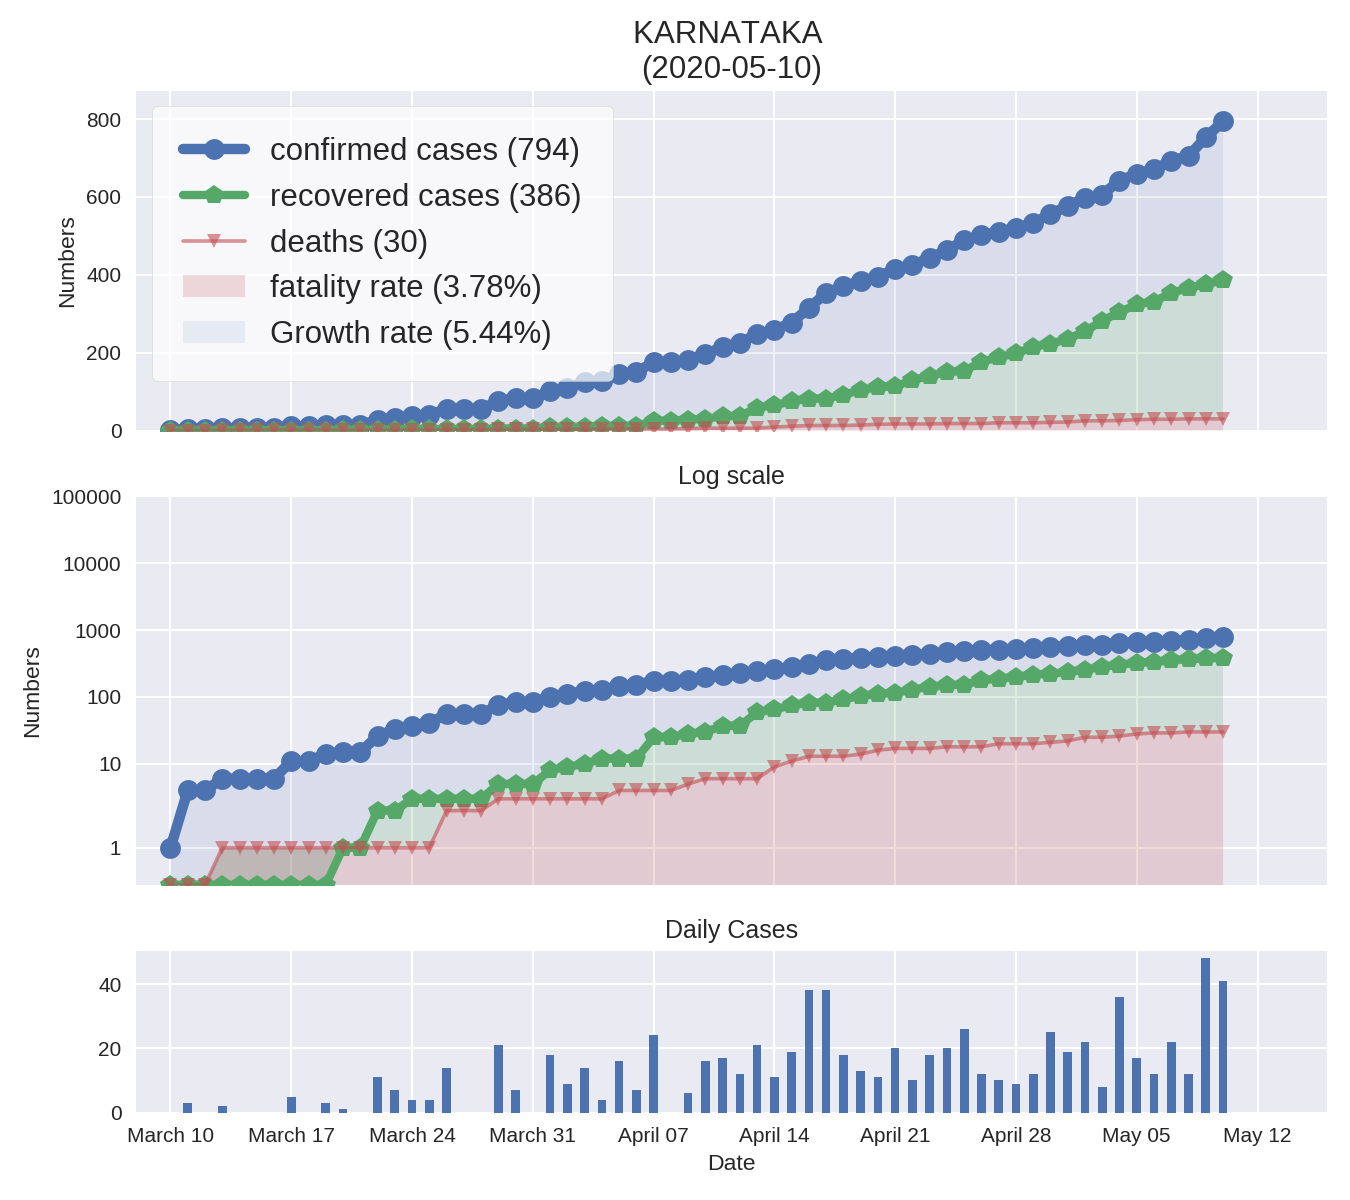 KARNATAKA
(2020-05-10)
800
600
400
200
0
Numbers
confirmed cases (794)
recovered cases (386)
deaths (30)
fatality rate (3.78%)
Growth rate (5.44%)
Log scale
100000
10000
1000
100
10
1
Numbers
Daily Cases
40
20
0
March 10 March 17 March 24 March 31 April 07 April 14 April 21 April 28 May 05 May 12
Date